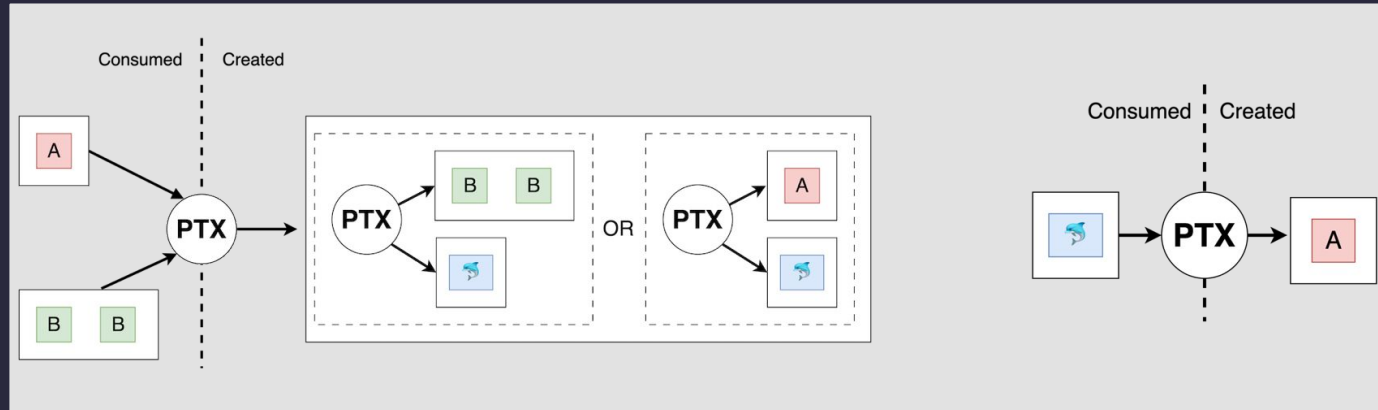 Consumed Created
A
PTX
B B
PTX
B B
OR
PTX
A
Consumed Created
PTX
A